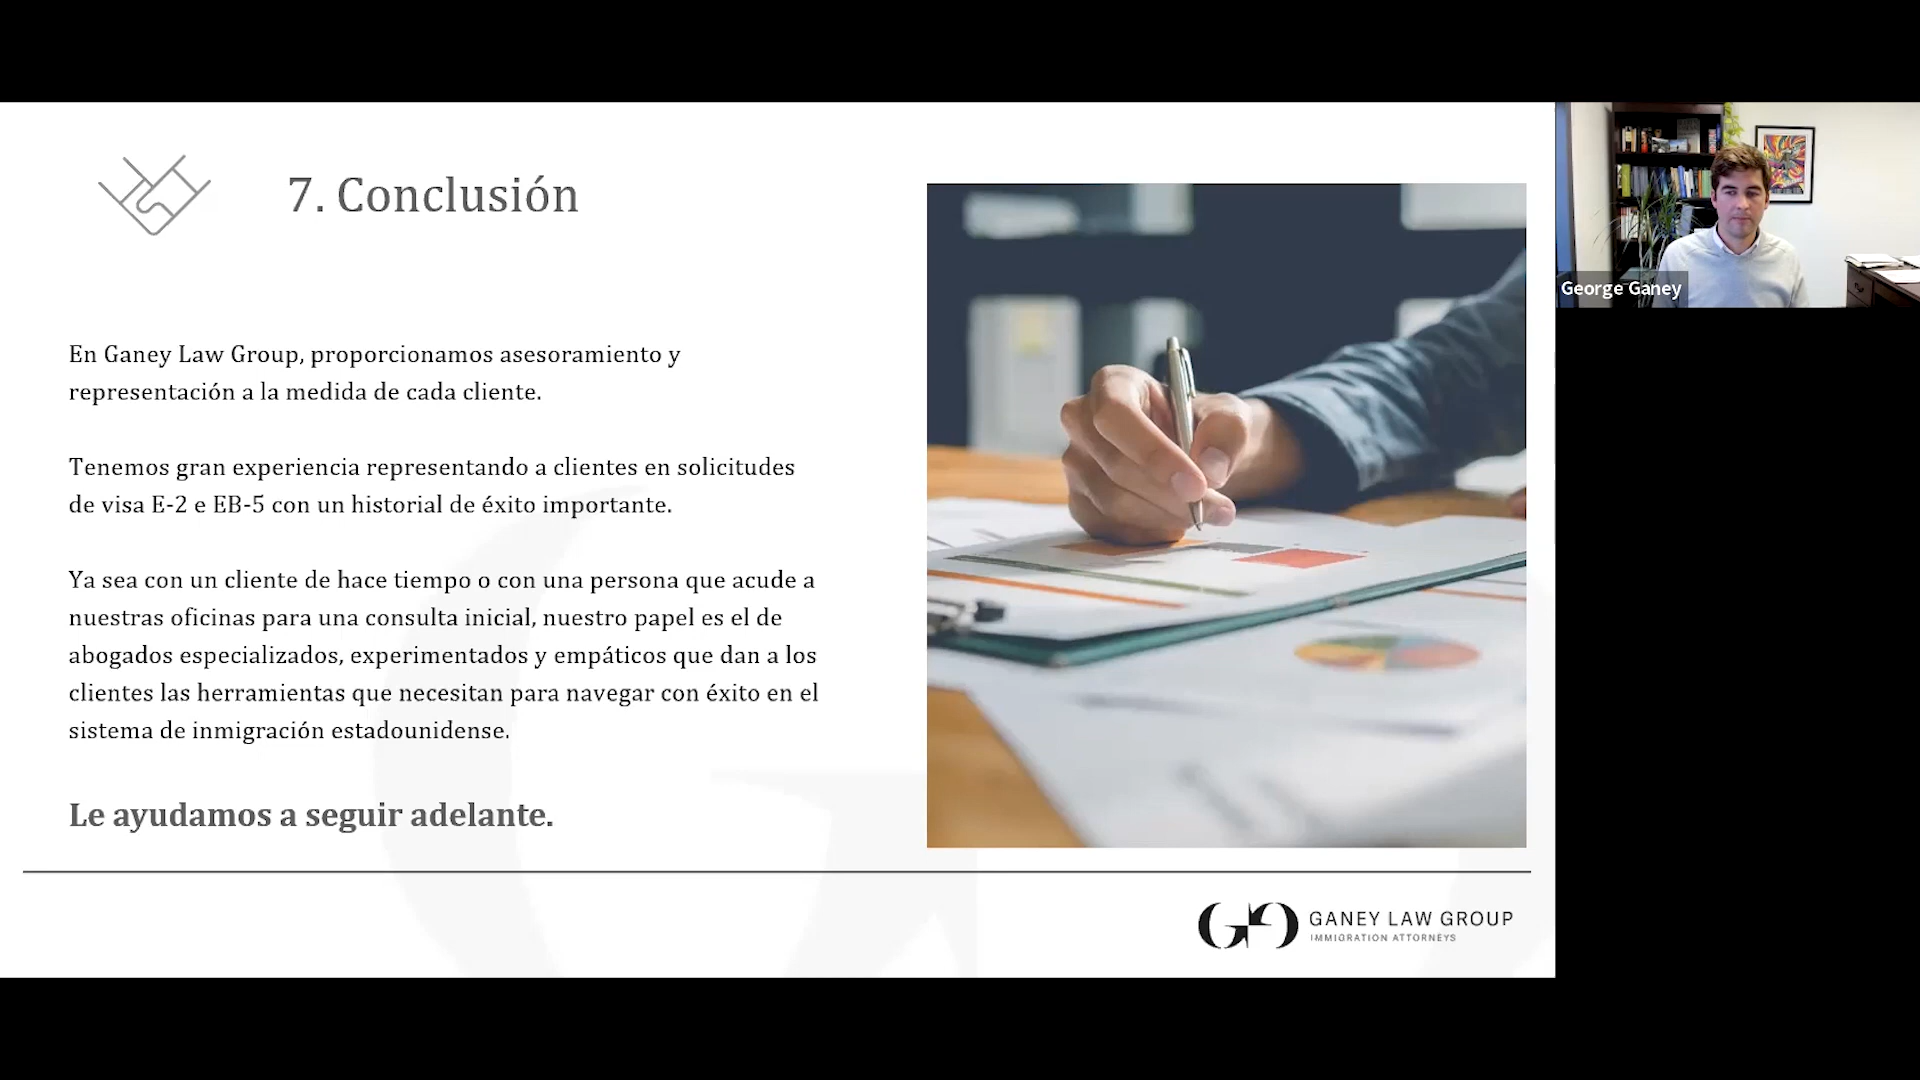 7. Conclusión
En Ganey Law Group, proporcionamos asesoramiento y
representación a la medida de cada cliente.
Tenemos gran experiencia representando a clientes en solicitudes
de visa E-2 e EB-5 con un historial de éxito importante.
Ya sea con un cliente de hace tiempo o con una persona que acude a
nuestras oficinas para una consulta inicial, nuestro papel es el de
abogados especializados, experimentados y empáticos que dan a los
clientes las herramientas que necesitan para navegar con éxito en el
sistema de inmigración estadounidense.
Le ayudamos a seguir adelante.
GANEY LAW GROUP
IMMIGRATION ATTORNEYS
George Ganey